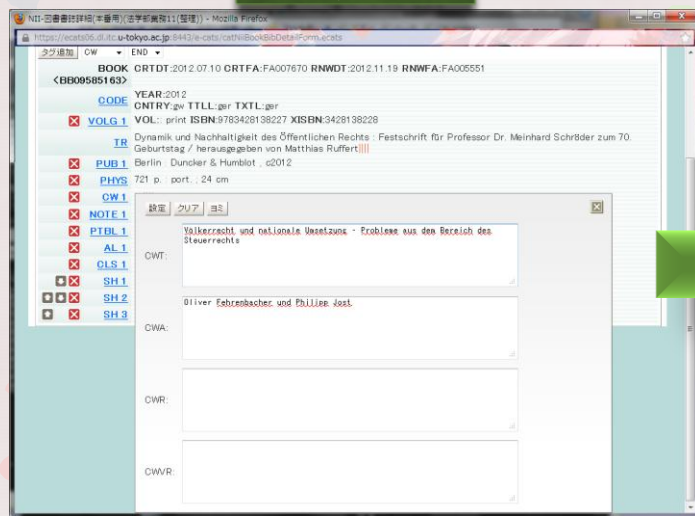 NII-図書書誌詳細(本番用)(法学部業務11(整理)) - Mozilla Firefox
https://ecats05.dl.itc.u-tokyo.ac.jp:8443/e-cats/catNiiBookBibDetailForm.ecats
タグ追加 CW END
BOOK CRTDT:2012.07.10 CRTFA:FA007670 RNWDT:2012.11.19 RNWFA:FA005551
<BB09585163>
CODE YEAR:2012
CNTRY:gw TTLL:ger TXTL:ger
VOLG 1 VOL:: print ISBN:9783428138227 XISBN:3428138228
TR Dynamik und Nachhaltigkeit des Öffentlichen Rechts : Festschrift für Professor Dr. Meinhard Schröder zum 70.
Geburtstag / herausgegeben von Matthias Ruffert||||
PUB 1 Berlin : Duncker & Humblot , c2012
PHYS 721 p. : port. ; 24 cm
CW 1
NOTE 1
PTBL 1
AL 1
CLS 1
SH 1
SH 2
SH 3
設定 クリア ヨミ
CWT: Völkerrecht und nationale Umsetzung - Probleme aus dem Bereich des
Steuerrechts
CWA: Oliver Fehrenbacher und Philipp Jost
CWR:
CWVR: